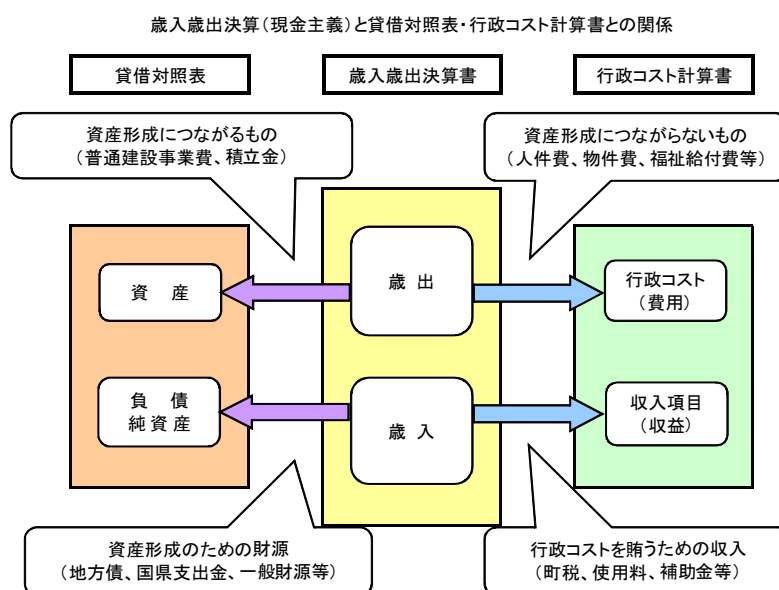 歳入歳出決算(現金主義)と貸借対照表・行政コスト計算書との関係
貸借対照表
歳入歳出決算書
行政コスト計算書
資産形成につながるもの
(普通建設事業費、積立金)
資産形成につながらないもの
(人件費、物件費、福祉給付費等)
資 産
歳 出
行政コスト
(費用)
負 債
純資産
歳 入
収入項目
(収益)
資産形成のための財源
(地方債、国県支出金、一般財源等)
行政コストを賄うための収入
(町税、使用料、補助金等)